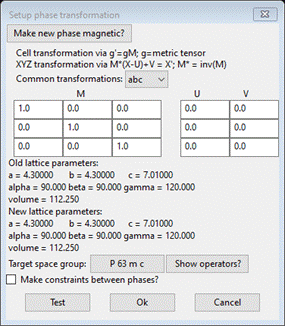 Setup phase transformation
Make new phase magnetic?
Cell transformation via g'=gM; g=metric tensor
XYZ transformation via M*(X-U)+V = X'; M* = inv(M)
Common transformations: abc
M U V
1.0 0.0 0.0 0.0 0.0
0.0 1.0 0.0 0.0 0.0
0.0 0.0 1.0 0.0 0.0
Old lattice parameters:
a = 4.30000 b = 4.30000 c = 7.01000
alpha = 90.000 beta = 90.000 gamma = 120.000
volume = 112.250
New lattice parameters:
a = 4.30000 b = 4.30000 c = 7.01000
alpha = 90.000 beta = 90.000 gamma = 120.000
volume = 112.250
Target space group: P 63 m c Show operators?
Make constraints between phases?
Test Ok Cancel